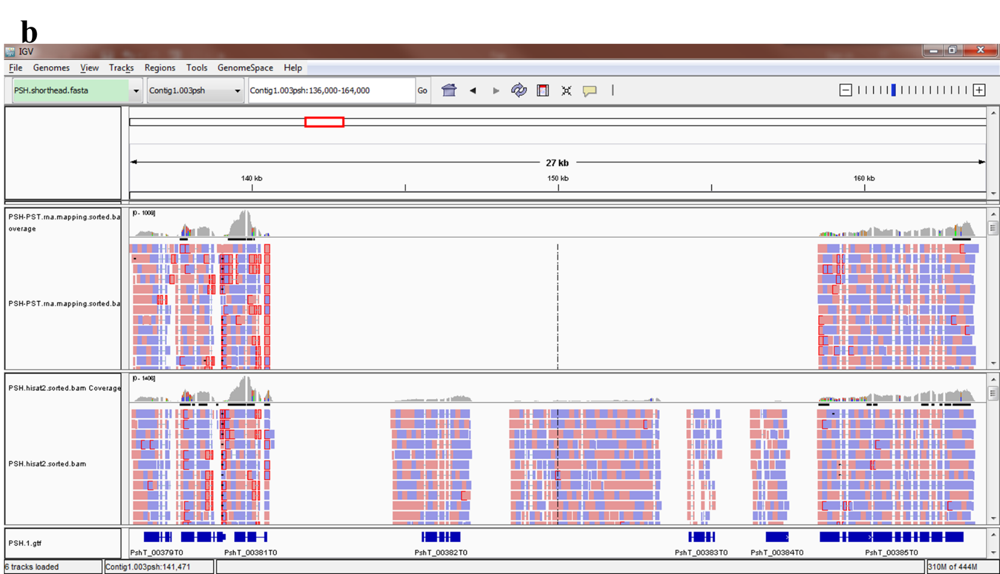 b
IGV
File Genomes View Tracks Regions Tools GenomeSpace Help
PSH.shorthead.fasta Contig1.003psh Contig1.003psh:136,000-164,000 Go
27 kb
140 kb 150 kb 160 kb
[0 - 1008]
PSH-PST.rna.mapping.sorted.ba
overage
PSH-PST.rna.mapping.sorted.ba
[0 - 1406]
PSH.hisat2.sorted.bam Coverage
PSH.hisat2.sorted.bam
PSH.1.gtf
PshT_00379T0 PshT_00381T0 PshT_00382T0 PshT_00383T0 PshT_00384T0 PshT_00385T0
6 tracks loaded Contig1.003psh:141,471 310M of 444M